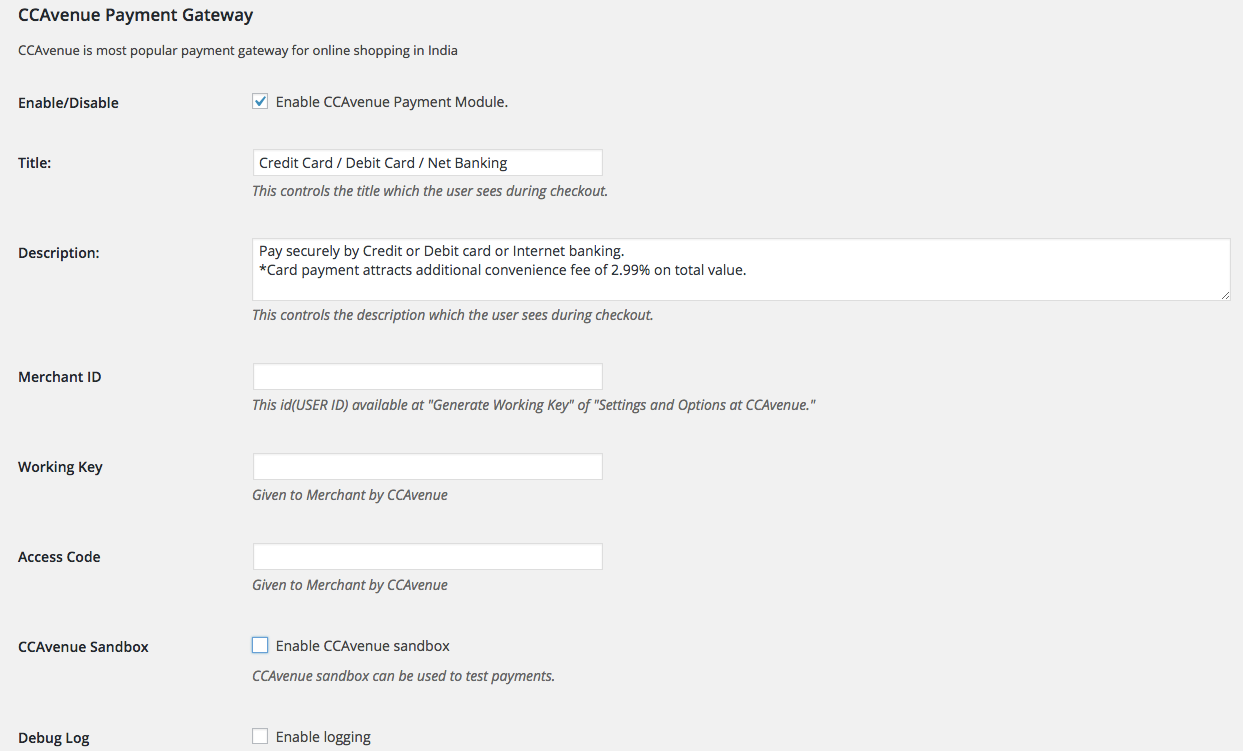 CCAvenue Payment Gateway
CCAvenue is most popular payment gateway for online shopping in India
Enable/Disable
Enable CCAvenue Payment Module.
Title:
Credit Card / Debit Card / Net Banking
This controls the title which the user sees during checkout.
Description:
Pay securely by Credit or Debit card or Internet banking.
*Card payment attracts additional convenience fee of 2.99% on total value.
This controls the description which the user sees during checkout.
Merchant ID
This id(USER ID) available at "Generate Working Key" of "Settings and Options at CCAvenue."
Working Key
Given to Merchant by CCAvenue
Access Code
Given to Merchant by CCAvenue
CCAvenue Sandbox
Enable CCAvenue sandbox
CCAvenue sandbox can be used to test payments.
Debug Log
Enable logging